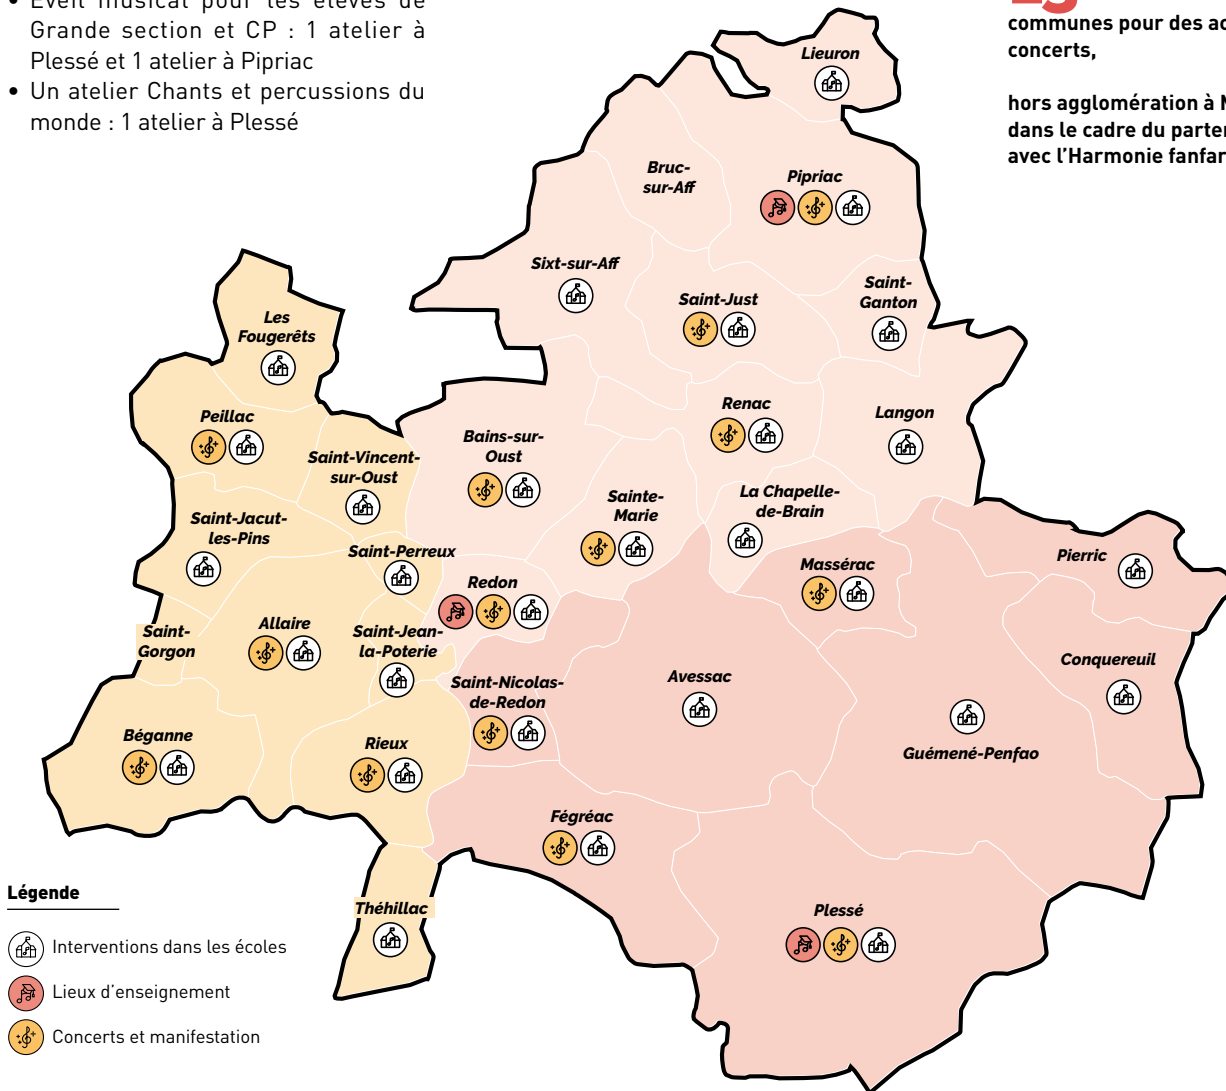 • Éveil musical pour les élèves de
Grande section et CP : 1 atelier à
Plessé et 1 atelier à Pipriac
• Un atelier Chants et percussions du
monde : 1 atelier à Plessé
communes pour des
concerts,
hors agglomération à
dans le cadre du
avec l'Harmonie
Lieuron
Bruc-
sur-Aff
Pipriac
Sixt-sur-Aff
Saint-Just
Saint-
Ganton
Les
Fougerêts
Peillac
Saint-Vincent-
sur-Oust
Bains-sur-
Oust
Renac
Langon
Sainte-
Marie
La Chapelle-
de-Brain
Saint-Jacut-
les-Pins
Saint-Perreux
Redon
Massérac
Pierric
Saint-
Gorgon
Allaire
Saint-Jean-
la-Poterie
Saint-Nicolas-
de-Redon
Avessac
Conquereuil
Guémené-Penfao
Béganne
Rieux
Fégréac
Théhillac
Plessé
Légende
Interventions dans les écoles
Lieux d'enseignement
Concerts et manifestation